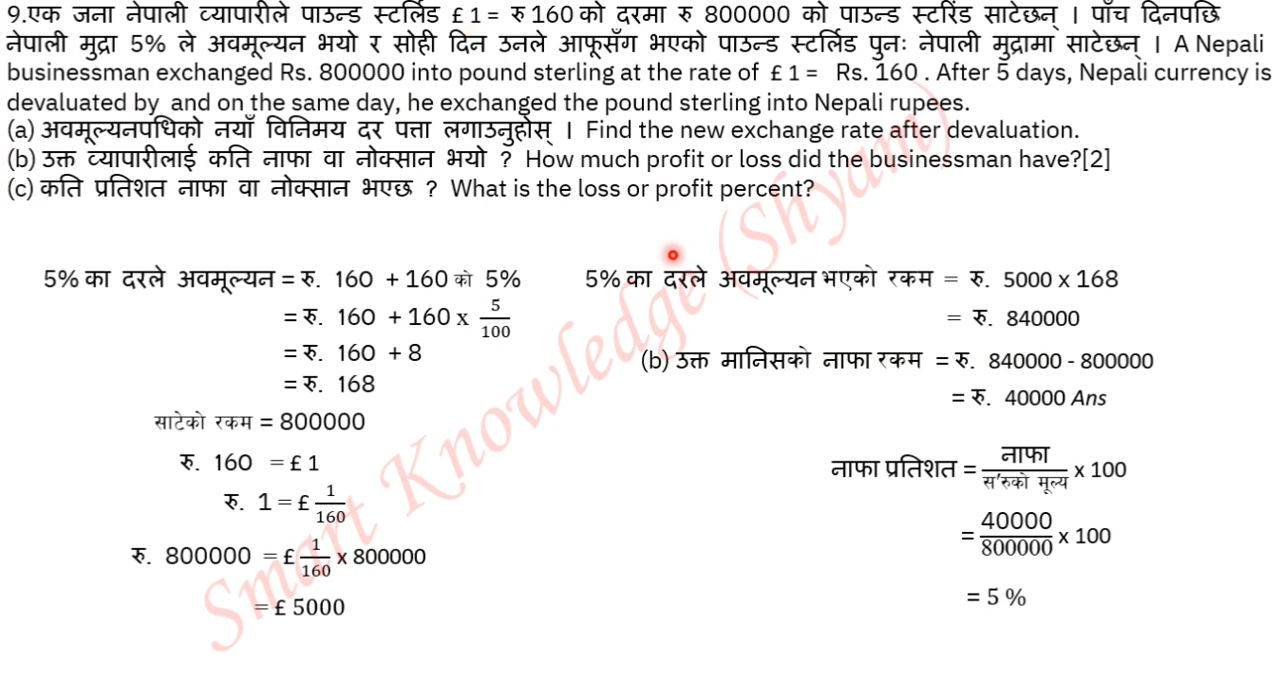 9.एक जना नेपाली व्यापारीले पाउन्ड स्टर्लिङ £ 1 = रु 160 को दरमा रु 800000 को पाउन्ड स्टरिंङ साटेछन् । पाँच दिनपछि
नेपाली मुद्रा 5% ले अवमूल्यन भयो र सोही दिन उनले आफूसँग भएको पाउन्ड स्टर्लिङ पुनः नेपाली मुद्रामा साटेछन् । A Nepali
businessman exchanged Rs. 800000 into pound sterling at the rate of £ 1 = Rs. 160 . After 5 days, Nepali currency is
devaluated by and on the same day, he exchanged the pound sterling into Nepali rupees.
(a) अवमूल्यनपधिको नयाँ विनिमय दर पत्ता लगाउनुहोस् । Find the new exchange rate after devaluation.
(b) उक्त व्यापारीलाई कति नाफा वा नोक्सान भयो ? How much profit or loss did the businessman have?[2]
(c) कति प्रतिशत नाफा वा नोक्सान भएछ ? What is the loss or profit percent?
5% का दरले अवमूल्यन = रु. 160 + 160 को 5%
= रु. 160 + 160 x 5/100
= रु. 160 + 8
= रु. 168
साटेको रकम = 800000
रु. 160 = £ 1
रु. 1 = £ 1/160
रु. 800000 = £ 1/160 x 800000
= £ 5000
5% का दरले अवमूल्यन भएको रकम = रु. 5000 x 168
= रु. 840000
(b) उक्त मानिसको नाफा रकम = रु. 840000 - 800000
= रु. 40000 Ans
नाफा प्रतिशत = नाफा/स'रुको मूल्य x 100
= 40000/800000 x 100
= 5 %
Smart Knowledge (Shyam)